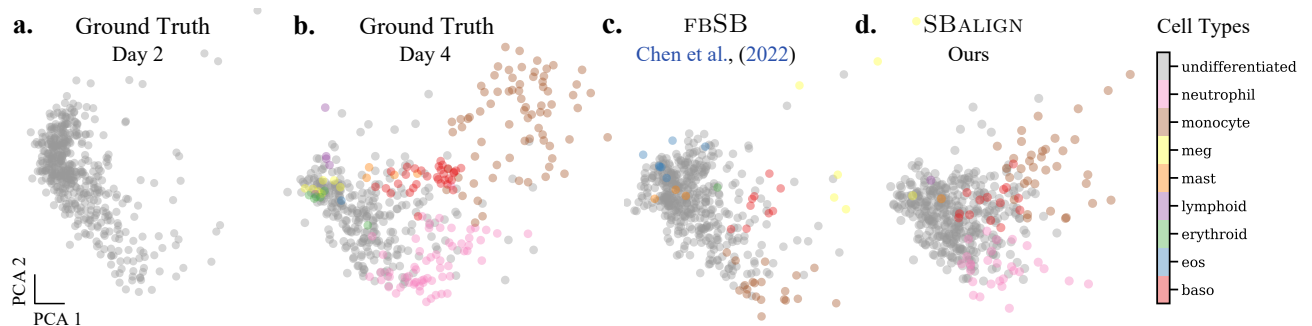 a. Ground Truth
Day 2
b. Ground Truth
Day 4
c. FBSB
Chen et al., (2022)
d. SBALIGN
Ours
Cell Types
undifferentiated
neutrophil
monocyte
meg
mast
lymphoid
erythroid
eos
baso
PCA 2
PCA 1